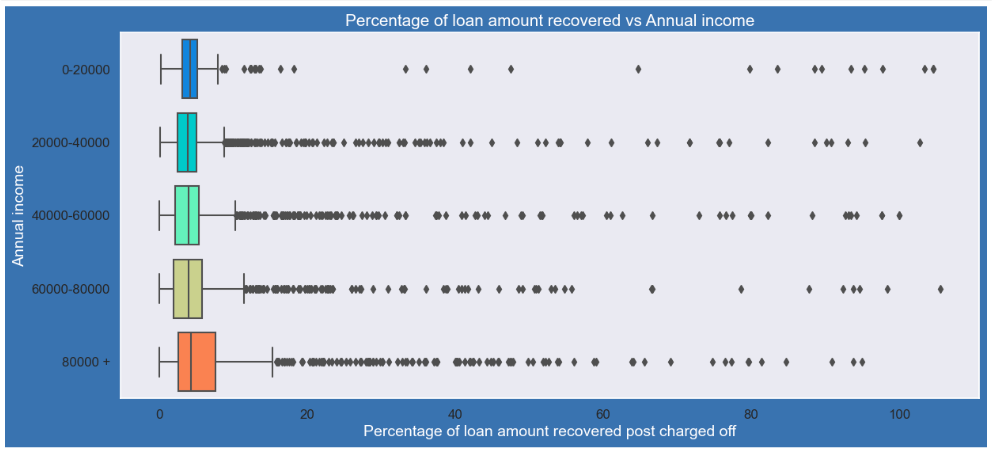 Percentage of loan amount recovered vs Annual income
Annual income
0-20000
20000-40000
40000-60000
60000-80000
80000 +
0 20 40 60 80 100
Percentage of loan amount recovered post charged off